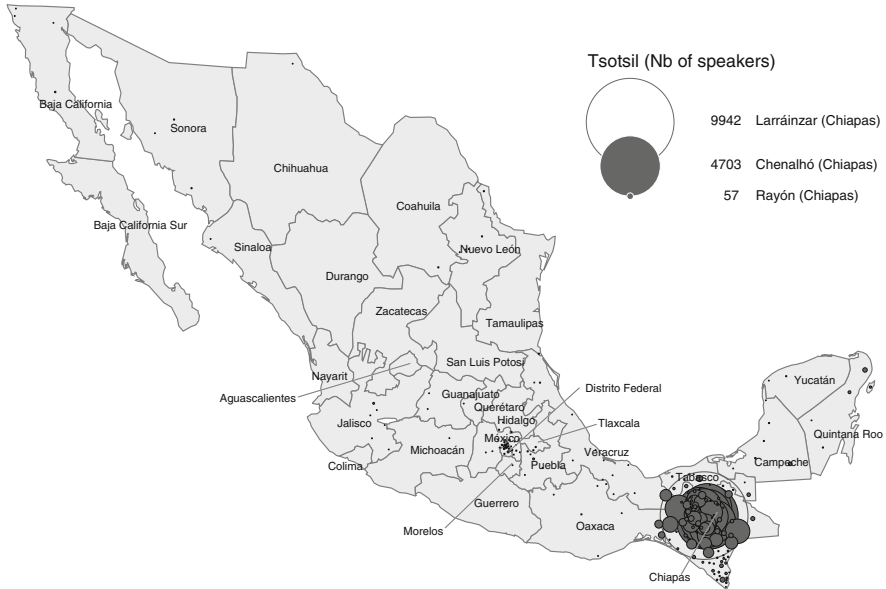 Tsotsil (Nb of speakers)
9942 Larráinzar (Chiapas)
4703 Chenalhó (Chiapas)
57 Rayón (Chiapas)
Baja California
Sonora
Chihuahua
Coahuila
Baja California Sur
Sinaloa
Nuevo León
Durango
Zacatecas
Tamaulipas
San Luis Potosí
Nayarit
Aguascalientes
Guanajuato
Querétaro
Hidalgo
Distrito Federal
Yucatán
Jalisco
Tlaxcala
Quintana Roo
México
Michoacán
Veracruz
Colima
Puebla
Campeche
Tabasco
Guerrero
Morelos
Oaxaca
Chiapas